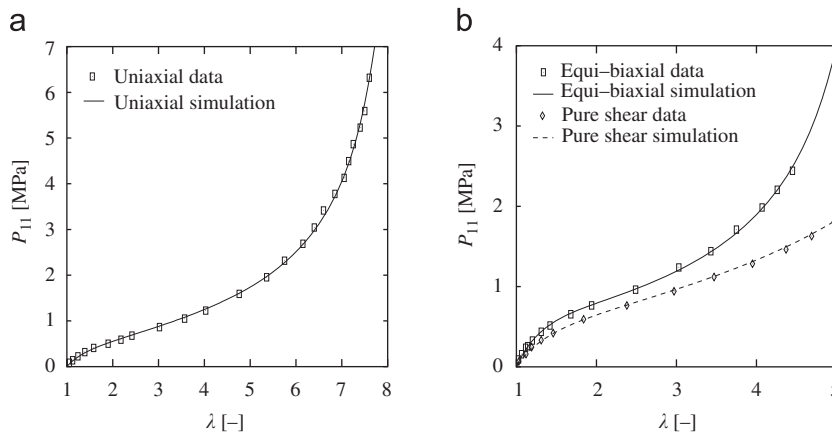 a
7
6
5
4
3
2
1
0
1 2 3 4 5 6 7 8
P11 [MPa]
λ [–]
Uniaxial data
Uniaxial simulation
b
4
3
2
1
0
1 2 3 4
P11 [MPa]
λ [–]
Equi–biaxial data
Equi–biaxial simulation
Pure shear data
Pure shear simulation